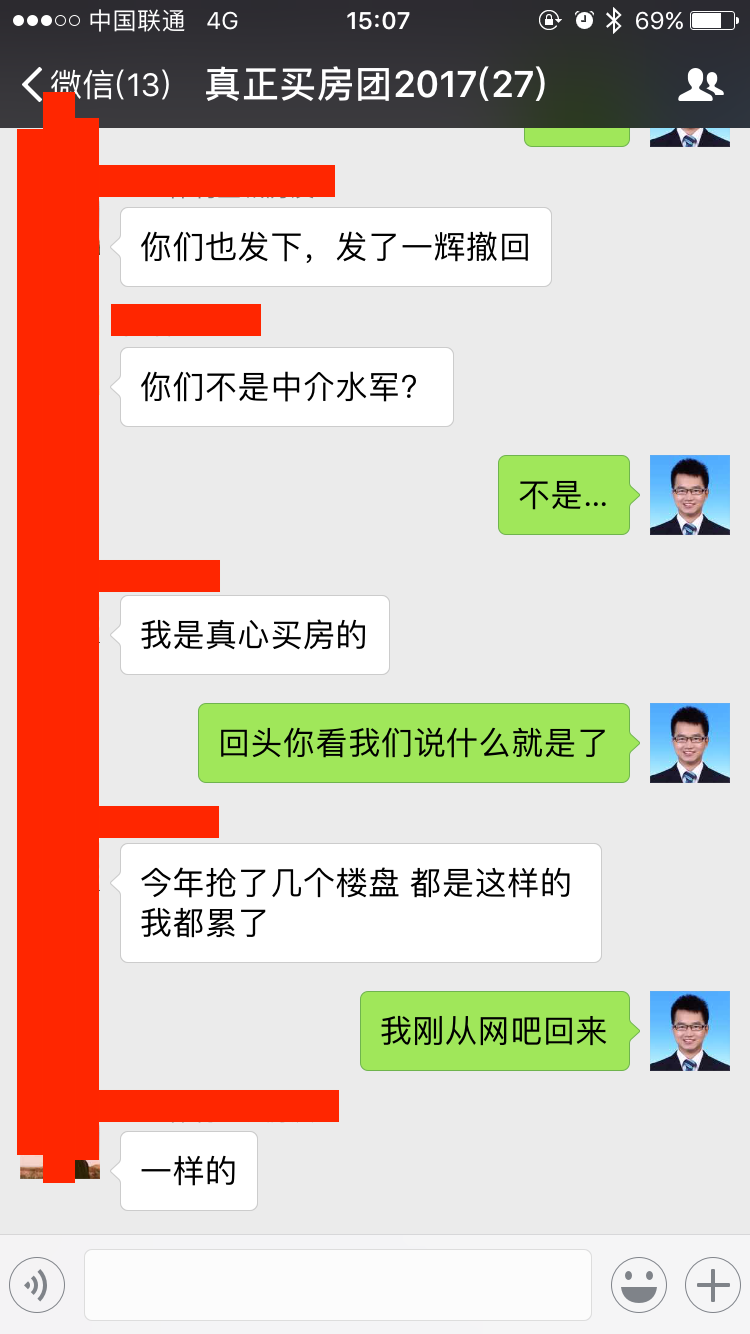 中国联通 4G 15:07 69%
微信(13) 真正买房团2017(27)
你们也发下，发了一辉撤回
你们不是中介水军？
不是...
我是真心买房的
回头你看我们说什么就是了
今年抢了几个楼盘 都是这样的
我都累了
我刚从网吧回来
一样的